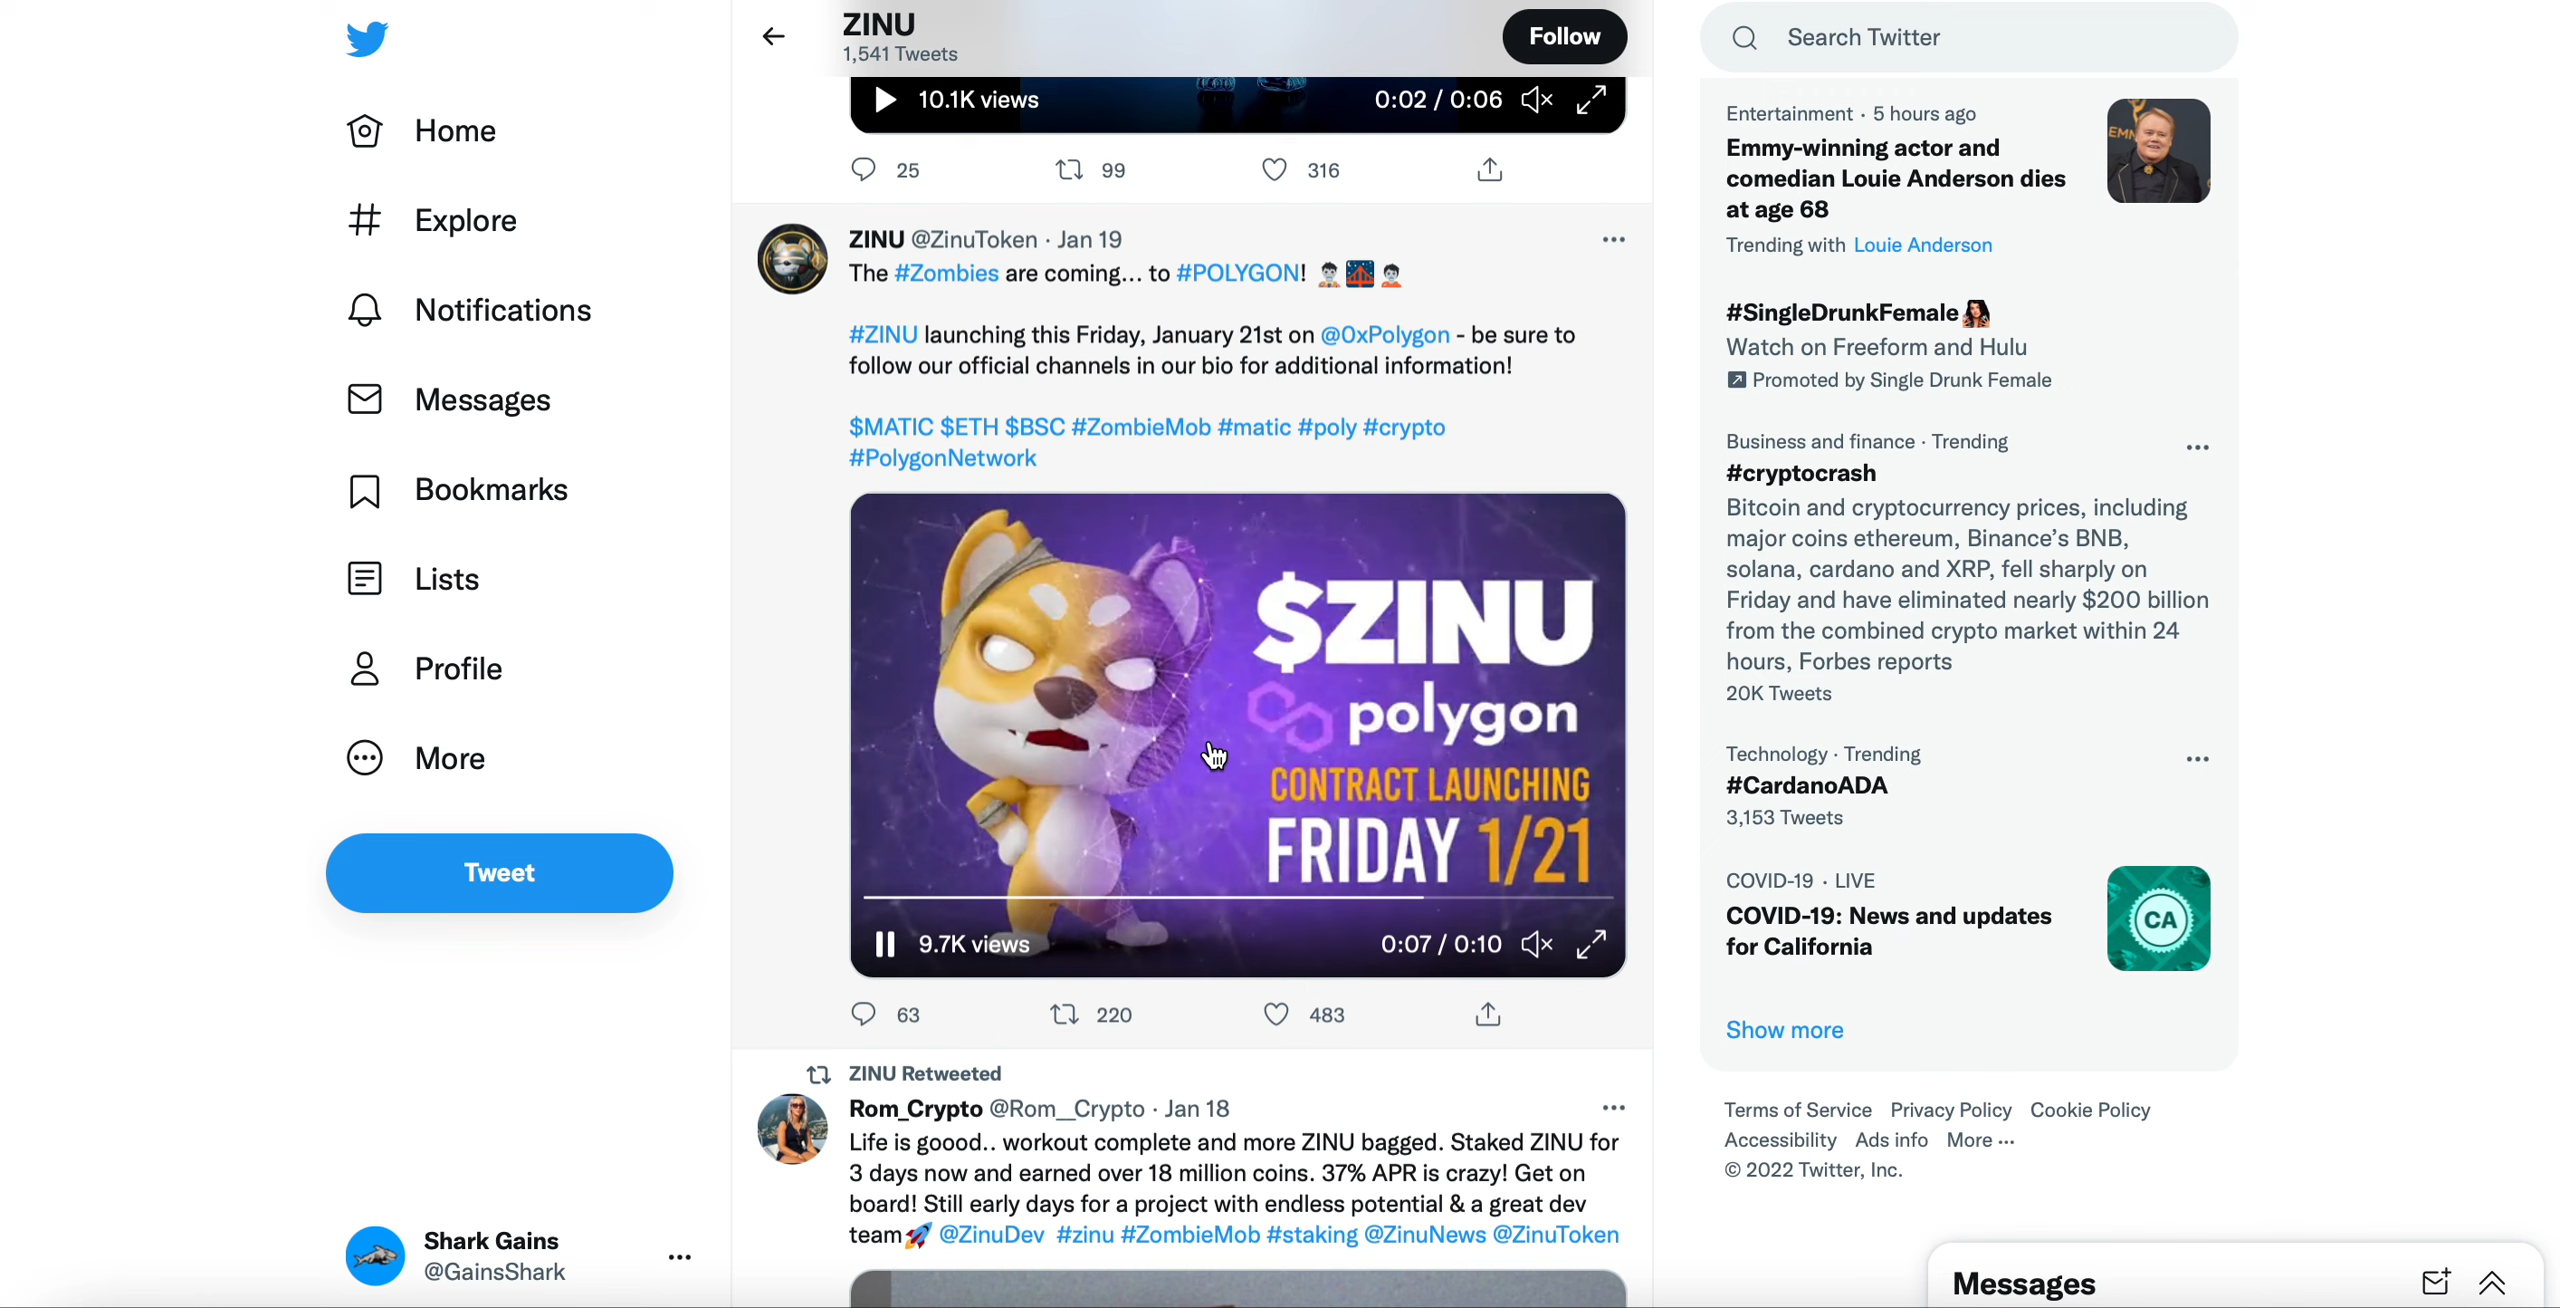 Home
Explore
Notifications
Messages
Bookmarks
Lists
Profile
More
Tweet
Shark Gains
@GainsShark
ZINU
1,541 Tweets
Follow
10.1K views
0:02 / 0:06
25
99
316
ZINU @ZinuToken · Jan 19
The #Zombies are coming... to #POLYGON!
#ZINU launching this Friday, January 21st on @0xPolygon - be sure to
follow our official channels in our bio for additional information!
$MATIC $ETH $BSC #ZombieMob #matic #poly #crypto
#PolygonNetwork
$ZINU
polygon
CONTRACT LAUNCHING
FRIDAY 1/21
9.7K views
0:07 / 0:10
63
220
483
ZINU Retweeted
Rom_Crypto @Rom__Crypto · Jan 18
Life is goood.. workout complete and more ZINU bagged. Staked ZINU for
3 days now and earned over 18 million coins. 37% APR is crazy! Get on
board! Still early days for a project with endless potential & a great dev
team🚀 @ZinuDev #zinu #ZombieMob #staking @ZinuNews @ZinuToken
Search Twitter
Entertainment · 5 hours ago
Emmy-winning actor and
comedian Louie Anderson dies
at age 68
Trending with Louie Anderson
EMM
#SingleDrunkFemale
Watch on Freeform and Hulu
Promoted by Single Drunk Female
Business and finance · Trending
#cryptocrash
Bitcoin and cryptocurrency prices, including
major coins ethereum, Binance's BNB,
solana, cardano and XRP, fell sharply on
Friday and have eliminated nearly $200 billion
from the combined crypto market within 24
hours, Forbes reports
20K Tweets
Technology · Trending
#CardanoADA
3,153 Tweets
COVID-19 · LIVE
COVID-19: News and updates
for California
CA
Show more
Terms of Service Privacy Policy Cookie Policy
Accessibility Ads info More ···
© 2022 Twitter, Inc.
Messages